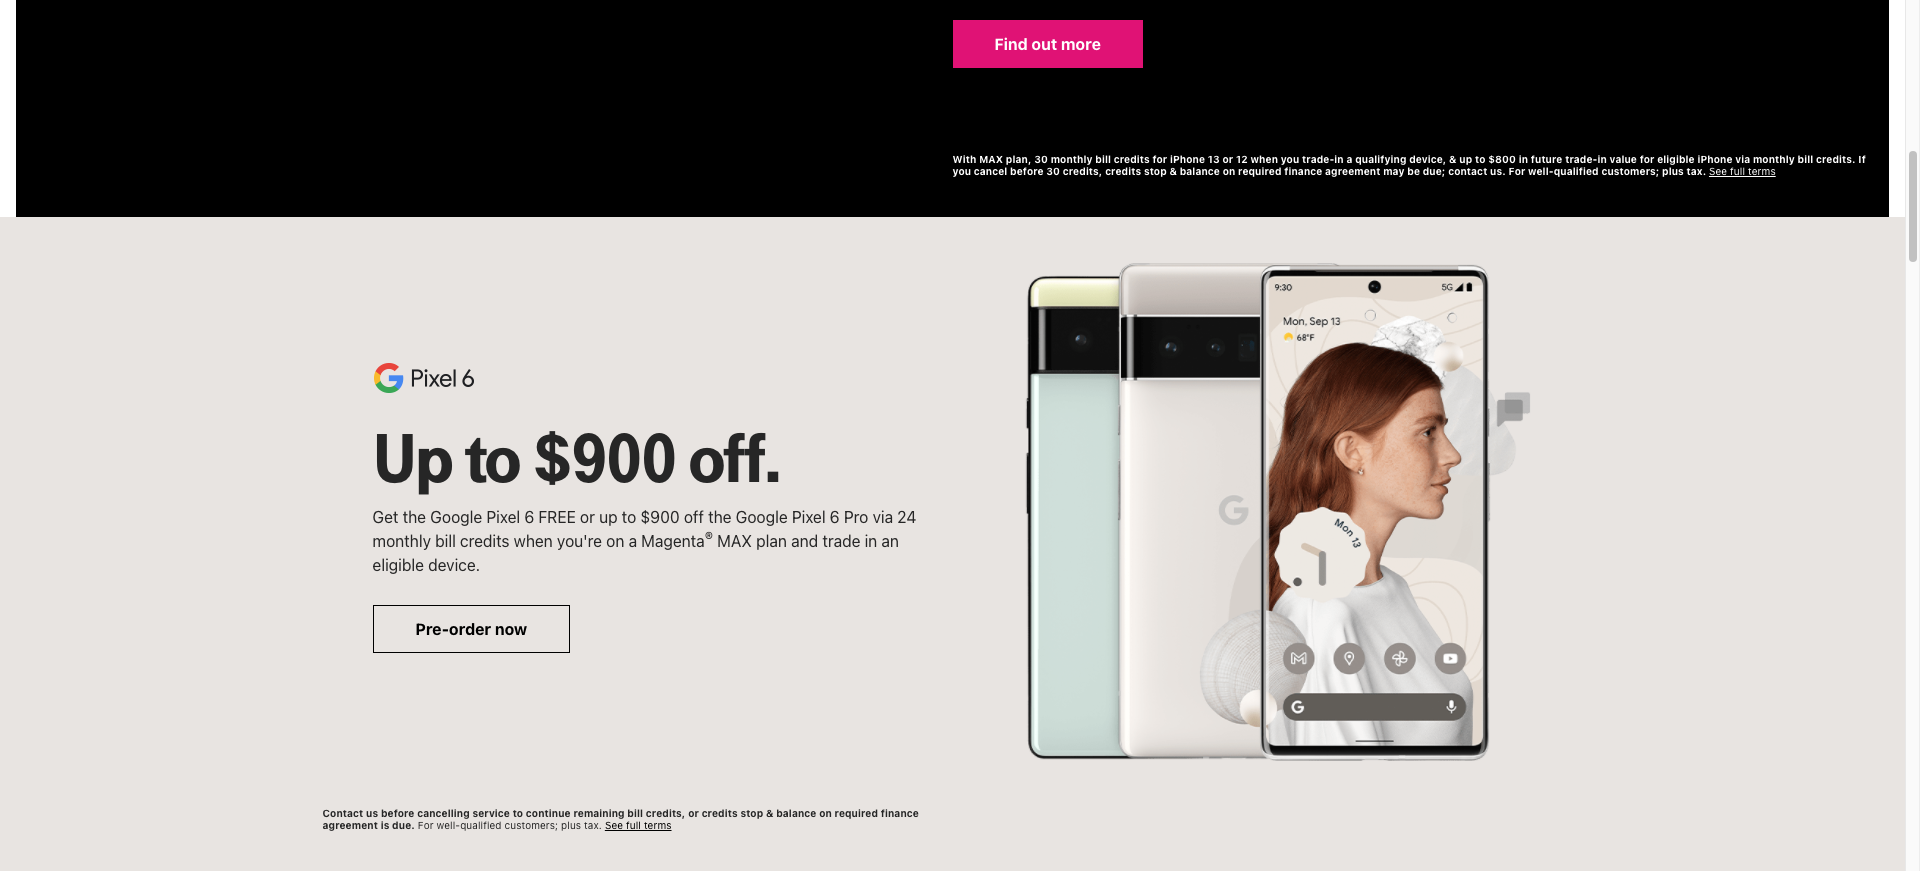 Find out more
With MAX plan, 30 monthly bill credits for iPhone 13 or 12 when you trade-in a qualifying device, & up to $800 in future trade-in value for eligible iPhone via monthly bill credits. If
you cancel before 30 credits, credits stop & balance on required finance agreement may be due; contact us. For well-qualified customers; plus tax. See full terms
G Pixel 6
Up to $900 off.
Get the Google Pixel 6 FREE or up to $900 off the Google Pixel 6 Pro via 24
monthly bill credits when you're on a Magenta® MAX plan and trade in an
eligible device.
Pre-order now
9:30 5G
Mon, Sep 13
68°F
G
Mon 13
G
Contact us before cancelling service to continue remaining bill credits, or credits stop & balance on required finance
agreement is due. For well-qualified customers; plus tax. See full terms